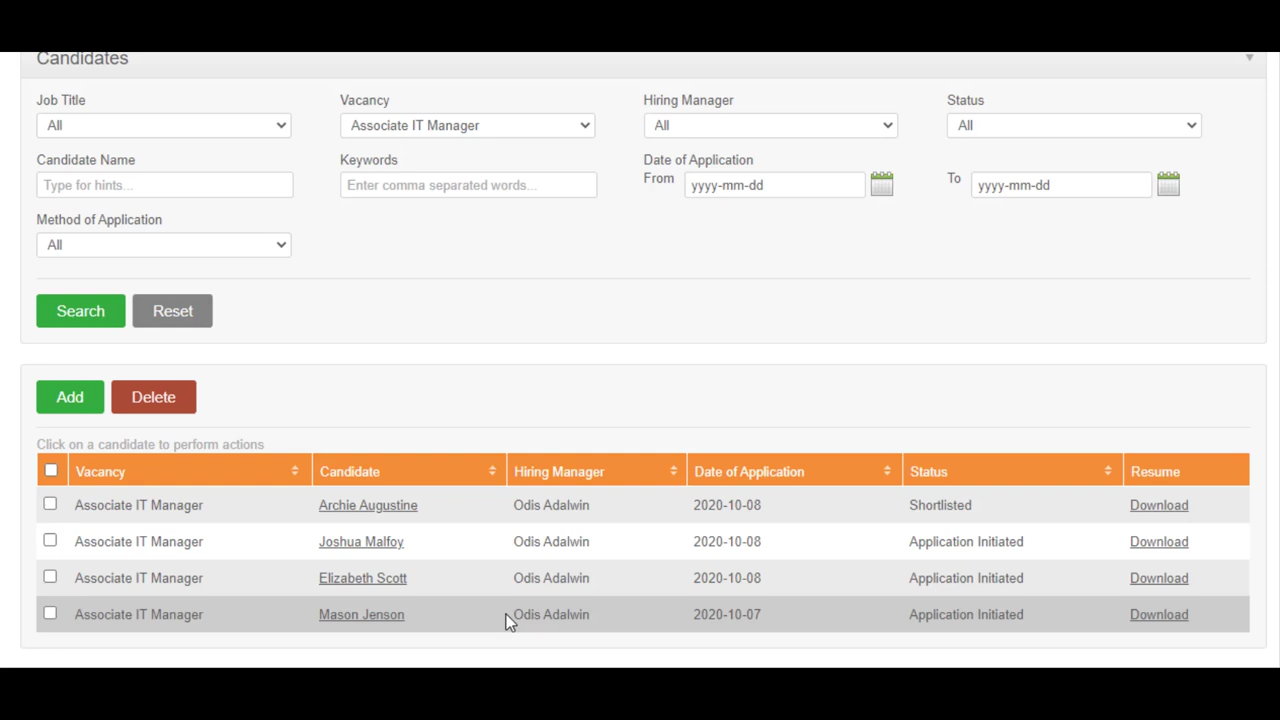 Candidates
Job Title Vacancy Hiring Manager Status
All Associate IT Manager All All
Candidate Name Keywords Date of Application
Type for hints... Enter comma separated words... From yyyy-mm-dd To yyyy-mm-dd
Method of Application
All
Search Reset
Add Delete
Click on a candidate to perform actions
Vacancy Candidate Hiring Manager Date of Application Status Resume
Associate IT Manager Archie Augustine Odis Adalwin 2020-10-08 Shortlisted Download
Associate IT Manager Joshua Malfoy Odis Adalwin 2020-10-08 Application Initiated Download
Associate IT Manager Elizabeth Scott Odis Adalwin 2020-10-08 Application Initiated Download
Associate IT Manager Mason Jenson Odis Adalwin 2020-10-07 Application Initiated Download